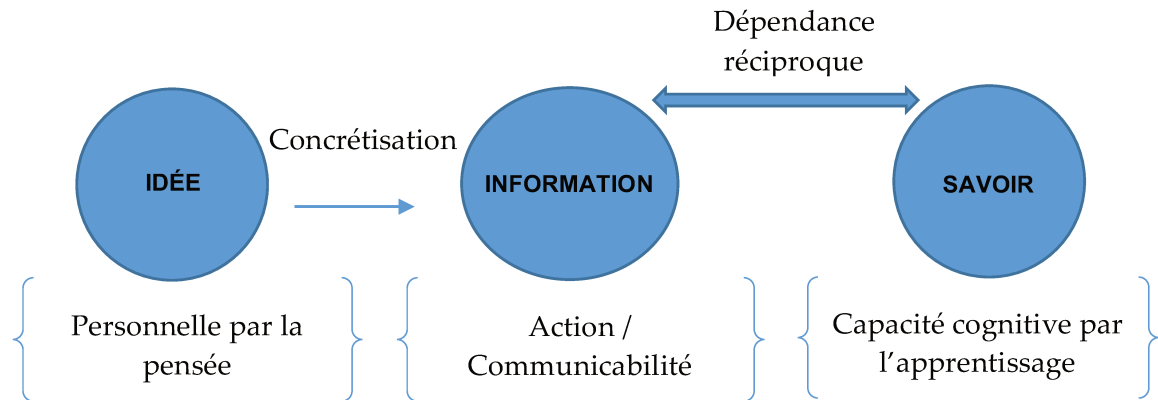 Dépendance
réciproque
Concrétisation
IDÉE
INFORMATION
SAVOIR
Personnelle par la
pensée
Action /
Communicabilité
Capacité cognitive par
l’apprentissage